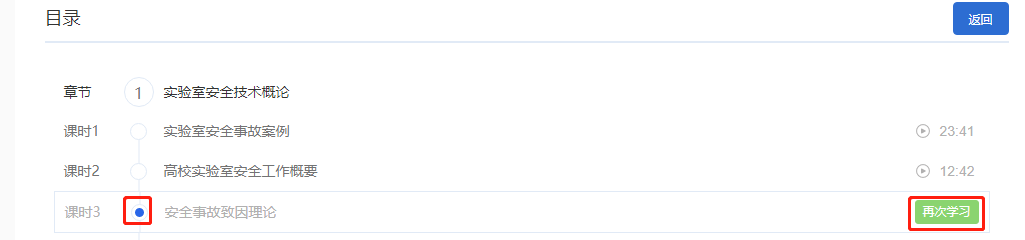 目录 返回
章节 1 实验室安全技术概论
课时1 实验室安全事故案例 23:41
课时2 高校实验室安全工作概要 12:42
课时3 安全事故致因理论 再次学习